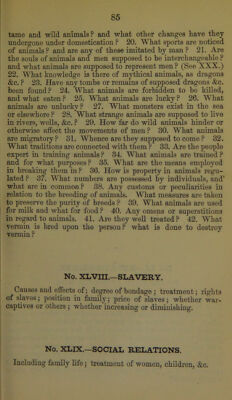 85
tame and wild animals? and what other changes have they
undergone under domestication? 20. What sports are noticed
of animals? and are any of these imitated by man? 21. Are
the souls of animals and men supposed to be interchangeable?
and what animals are supposed to represent men? (See XXX.)
22. What knowledge is there of mythical animals, as dragons
&c.? 23. Have any tombs or remains of supposed dragons &c.
been found? 24. What animals are forbidden to be killed,
and what eaten? 25. What animals are lucky? 26. What
animals are unlucky? 27. What monsters exist in the sea
or elsewhere? 28. What strange animals are supposed to live
in rivers, wells, &c.? 29. How far do wild animals hinder or
otherwise affect the movements of men? 30. What animals
are migratory? 31. Whence are they supposed to come? 32.
What traditions are connected with them? 33. Are the people
expert in training animals? 34. What animals are trained?
and for what purposes? 35. What are the means employed
in breaking them in? 36. How is property in animals regu-
lated? 37. What numbers are possessed by individuals, and
what are in common? 38. Any customs or peculiarities in
relation to the breeding of animals. What measures are taken
to preserve the purity of breeds? 39. What animals are used
for milk and what for food? 40. Any omens or superstitions
in regard to animals. 41. Are they well treated? 42. What
vermin is bred upon the person? what is done to destroy
vermin?
No. XLVIII.—SLAVERY.
Causes and effects of; degree of bondage; treatment; rights
of slaves; position in family; price of slaves; whether war-
captives or others; whether increasing or diminishing.
No. XLIX.—SOCIAL RELATIONS.
Including family life; treatment of women, children, &c.